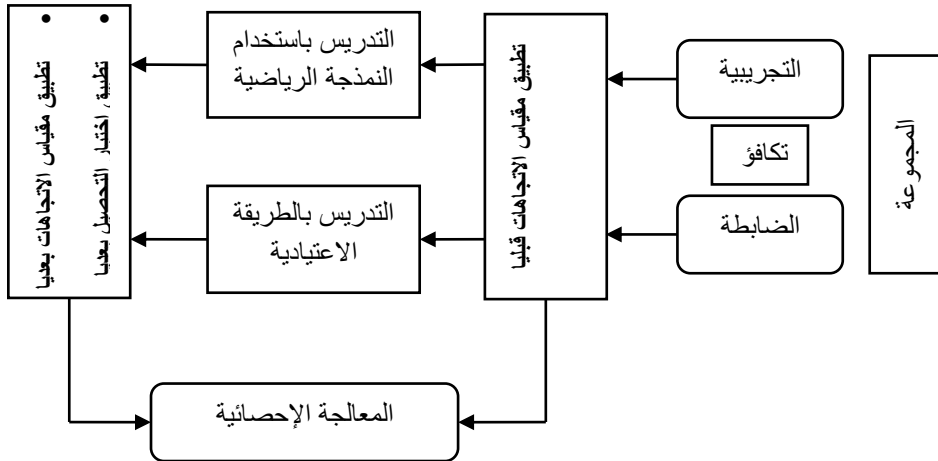 المجموعة
التجريبية
تكافؤ
الضابطة
تطبيق مقياس الاتجاهات قبليا
التدريس باستخدام
النمذجة الرياضية
التدريس بالطريقة
الاعتيادية
• تطبيق اختبار التحصيل بعديا
• تطبيق مقياس الاتجاهات بعديا
المعالجة الإحصائية